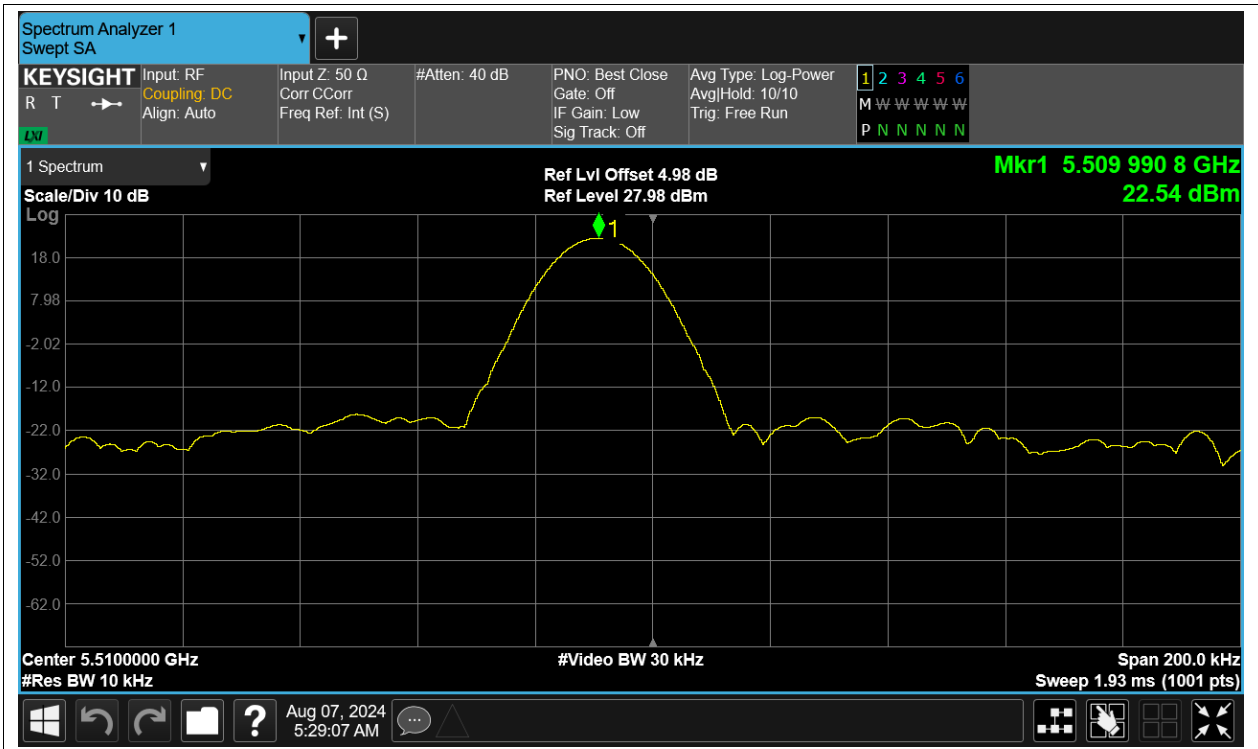 Spectrum Analyzer 1
Swept SA
KEYSIGHT
R T
LXI
Input: RF
Coupling: DC
Align: Auto
Input Z: 50 Ω
Corr CCorr
Freq Ref: Int (S)
#Atten: 40 dB
PNO: Best Close
Gate: Off
IF Gain: Low
Sig Track: Off
Avg Type: Log-Power
Avg|Hold: 10/10
Trig: Free Run
1 2 3 4 5 6
M W W W W W
P N N N N N
1 Spectrum
Scale/Div 10 dB
Log
Ref Lvl Offset 4.98 dB
Ref Level 27.98 dBm
Mkr1 5.509 990 8 GHz
22.54 dBm
1
18.0
7.98
-2.02
-12.0
-22.0
-32.0
-42.0
-52.0
-62.0
Center 5.5100000 GHz
#Video BW 30 kHz
Span 200.0 kHz
#Res BW 10 kHz
Sweep 1.93 ms (1001 pts)
?
Aug 07, 2024
5:29:07 AM